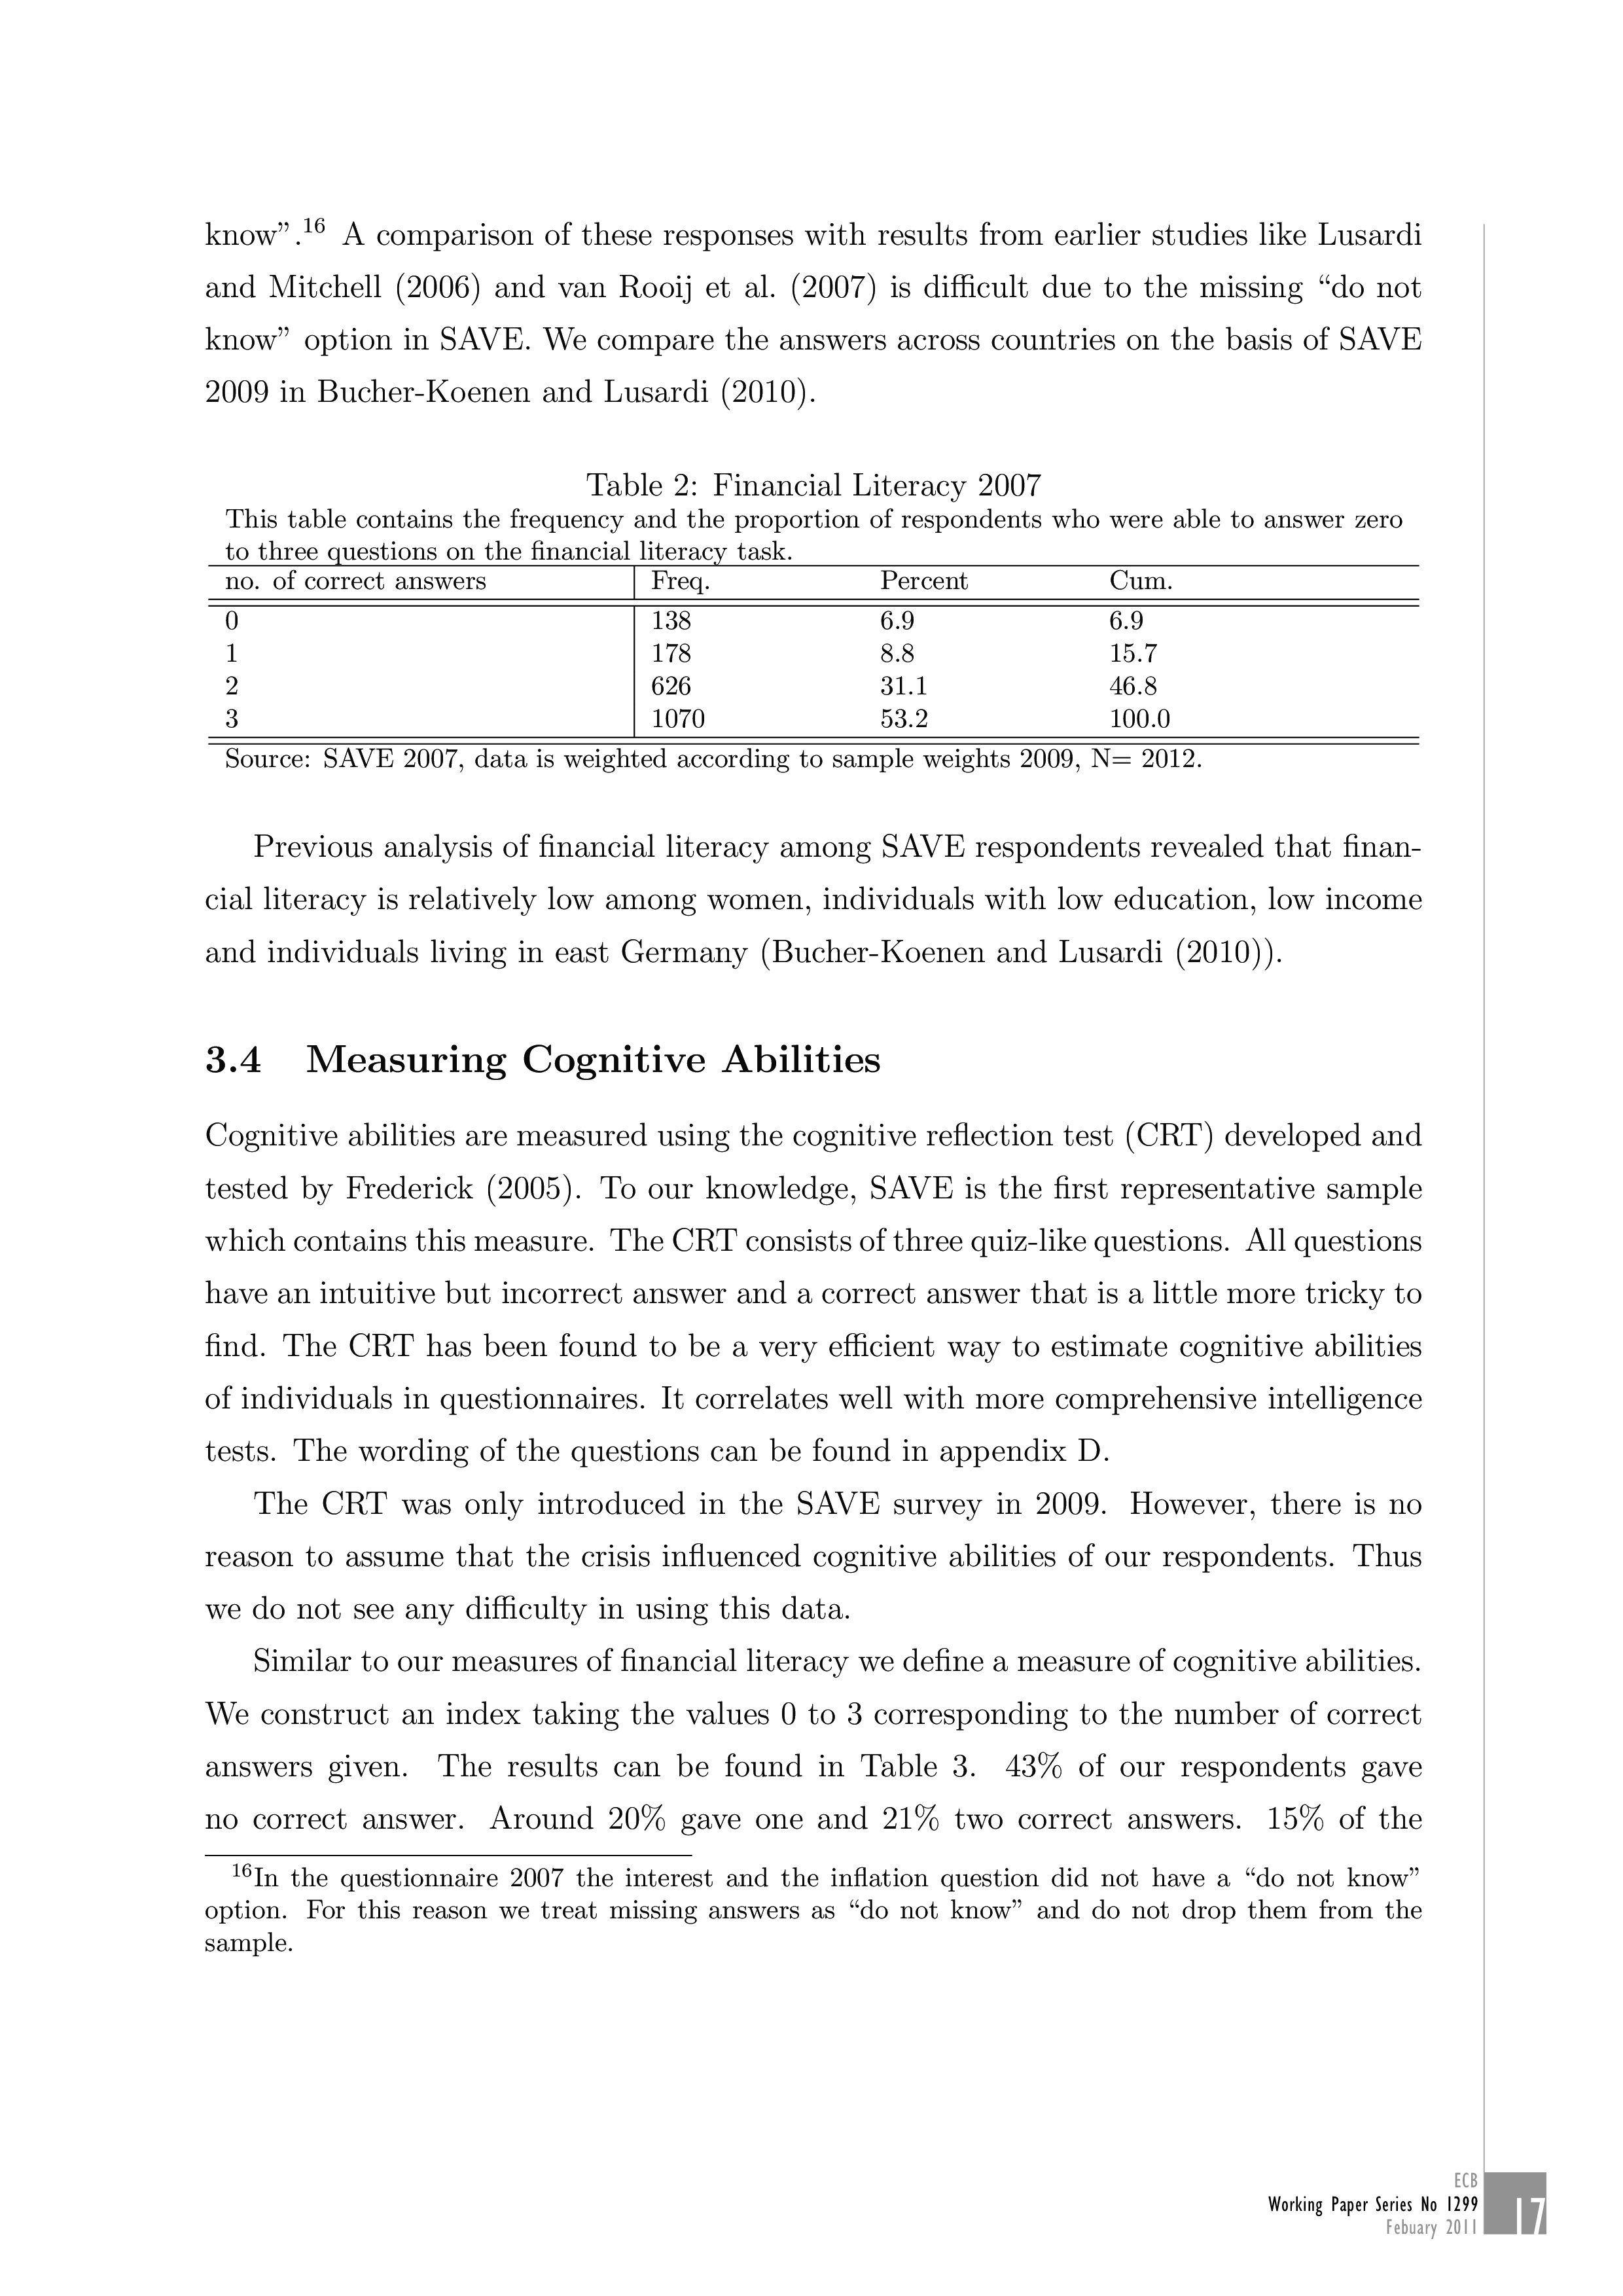 know”.16 A comparison of these responses with results from earlier studies like Lusardi
and Mitchell (2006) and van Rooij et al. (2007) is difficult due to the missing “do not
know” option in SAVE. We compare the answers across countries on the basis of SAVE
2009 in Bucher-Koenen and Lusardi (2010).
Table 2: Financial Literacy 2007
This table contains the frequency and the proportion of respondents who were able to answer zero
to three questions on the financial literacy task.
no. of correct answers Freq. Percent Cum.
0 138 6.9 6.9
1 178 8.8 15.7
2 626 31.1 46.8
3 1070 53.2 100.0
Source: SAVE 2007, data is weighted according to sample weights 2009, N= 2012.
Previous analysis of financial literacy among SAVE respondents revealed that finan-
cial literacy is relatively low among women, individuals with low education, low income
and individuals living in east Germany (Bucher-Koenen and Lusardi (2010)).
3.4 Measuring Cognitive Abilities
Cognitive abilities are measured using the cognitive reflection test (CRT) developed and
tested by Frederick (2005). To our knowledge, SAVE is the first representative sample
which contains this measure. The CRT consists of three quiz-like questions. All questions
have an intuitive but incorrect answer and a correct answer that is a little more tricky to
find. The CRT has been found to be a very efficient way to estimate cognitive abilities
of individuals in questionnaires. It correlates well with more comprehensive intelligence
tests. The wording of the questions can be found in appendix D.
The CRT was only introduced in the SAVE survey in 2009. However, there is no
reason to assume that the crisis influenced cognitive abilities of our respondents. Thus
we do not see any difficulty in using this data.
Similar to our measures of financial literacy we define a measure of cognitive abilities.
We construct an index taking the values 0 to 3 corresponding to the number of correct
answers given. The results can be found in Table 3. 43% of our respondents gave
no correct answer. Around 20% gave one and 21% two correct answers. 15% of the
16In the questionnaire 2007 the interest and the inflation question did not have a “do not know”
option. For this reason we treat missing answers as “do not know” and do not drop them from the
sample.
ECB
Working Paper Series No 1299
Febuary 2011
17